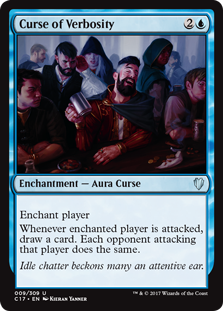 Curse of Verbosity 2
Enchantment — Aura Curse
Enchant player
Whenever enchanted player is attacked,
draw a card. Each opponent attacking
that player does the same.
Idle chatter beckons many an attentive ear.
009/309 U
C17 • EN KIERAN YANNER
™ & © 2017 Wizards of the Coast